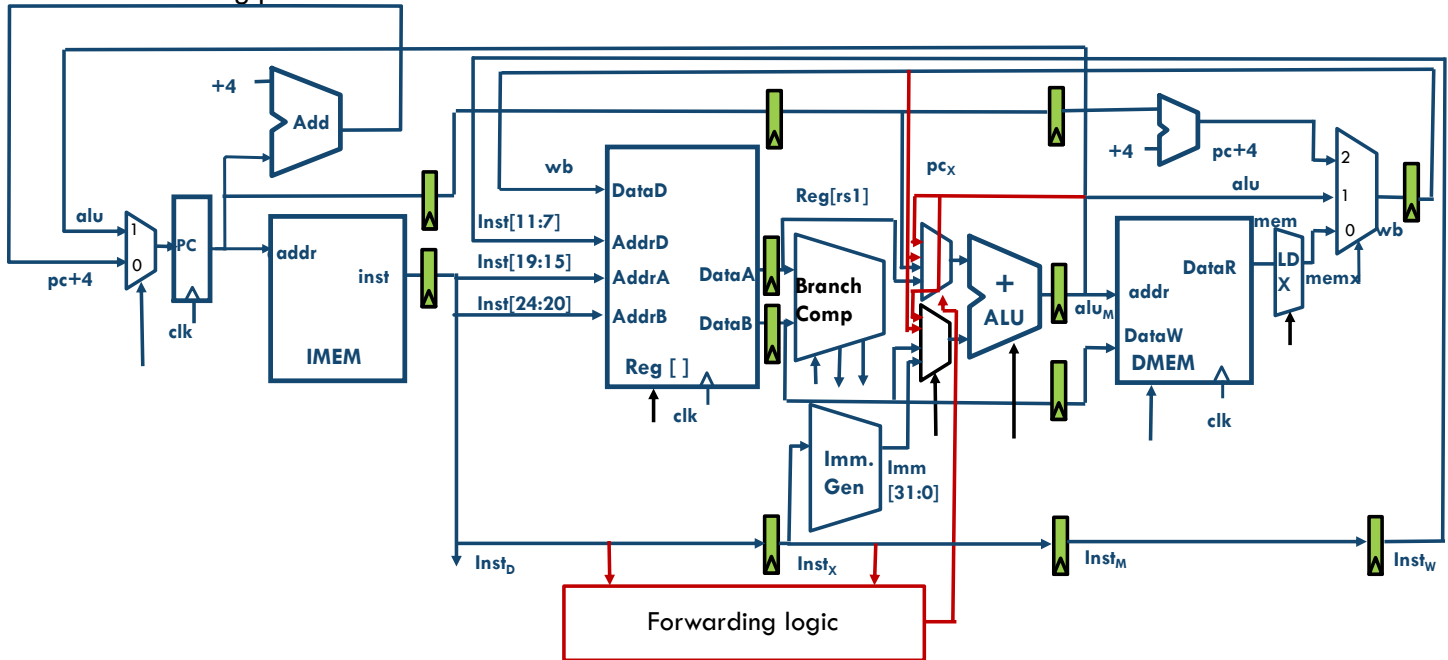 +4
Add
+4
pc+4
2
wb
DataD
Reg[rs1]
pcX
alu
1
alu
1
0
PC
pc+4
clk
addr
inst
IMEM
Inst[11:7]
AddrD
Inst[19:15]
AddrA
Inst[24:20]
AddrB
DataA
DataB
Reg [ ]
clk
Branch
Comp
+
ALU
aluM
mem
0
wb
DataR
LD
X
memx
addr
DataW
DMEM
clk
Imm.
Gen
Imm
[31:0]
InstD
InstX
InstM
InstW
Forwarding logic